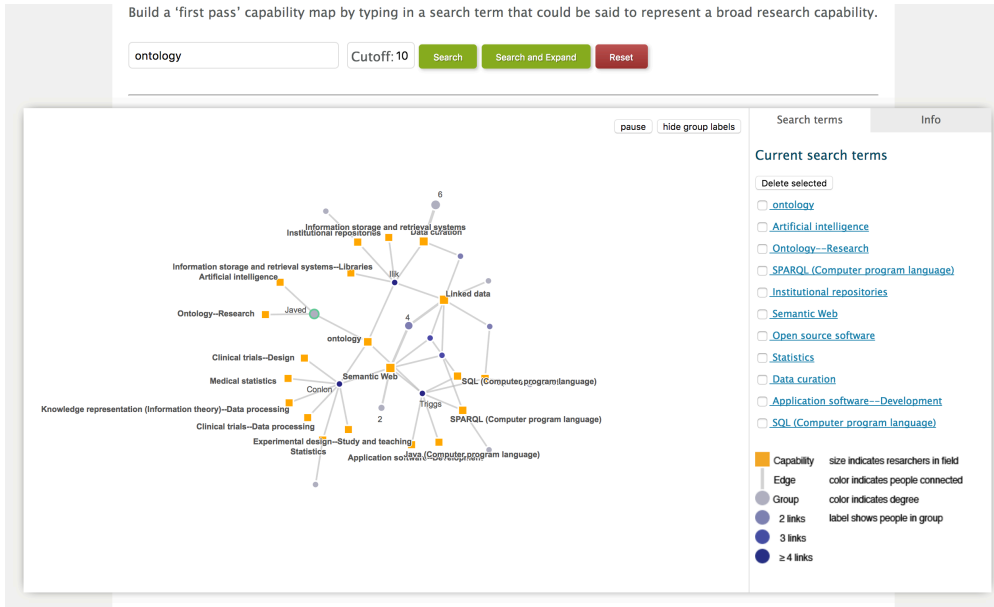 Build a ‘first pass’ capability map by typing in a search term that could be said to represent a broad research capability.
ontology
Cutoff: 10
Search
Search and Expand
Reset
pause
hide group labels
Search terms
Info
Current search terms
Delete selected
ontology
Artificial intelligence
Ontology--Research
SPARQL (Computer program language)
Institutional repositories
Semantic Web
Open source software
Statistics
Data curation
Application software--Development
SQL (Computer program language)
Capability
size indicates researchers in field
Edge
color indicates people connected
Group
color indicates degree
2 links
label shows people in group
3 links
≥ 4 links
6
Information storage and retrieval systems
Institutional repositories
Data curation
Information storage and retrieval systems--Libraries
Artificial intelligence
Ilik
Linked data
Ontology--Research
Javed
4
ontology
Clinical trials--Design
Semantic Web
Medical statistics
Conlon
SQL (Computer program language)
Triggs
Knowledge representation (Information theory)--Data processing
2
SPARQL (Computer program language)
Clinical trials--Data processing
Experimental design--Study and teaching
Statistics
Application software--Development
Java (Computer program language)